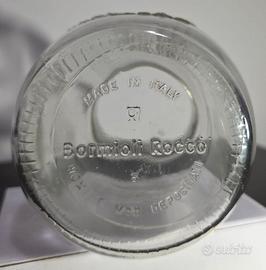 MADE IN ITALY
Bormioli Rocco
MOD DEPOSITATO
subito